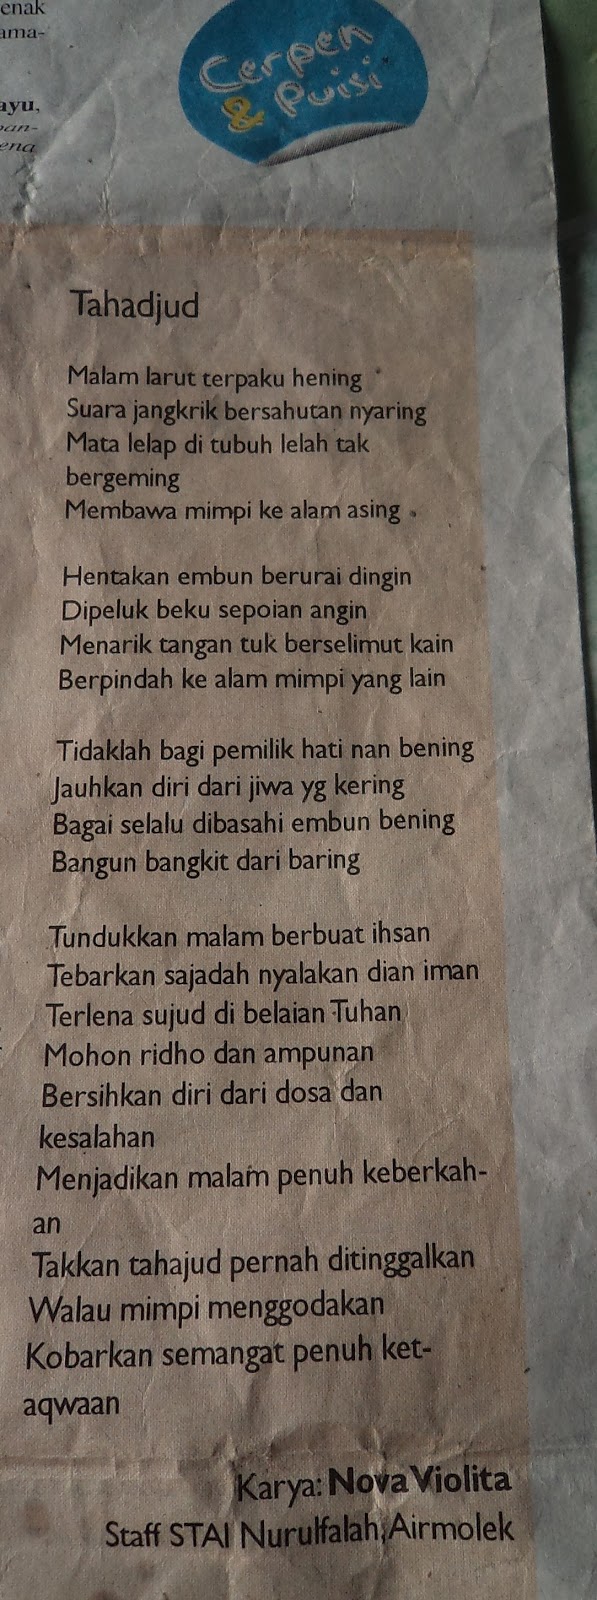 enak
ama-
ayu,
pan-
ena
Cerpen
& Puisi
Tahadjud
Malam larut terpaku hening
Suara jangkrik bersahutan nyaring
Mata lelap di tubuh lelah tak
bergeming
Membawa mimpi ke alam asing
Hentakan embun berurai dingin
Dipeluk beku sepoian angin
Menarik tangan tuk berselimut kain
Berpindah ke alam mimpi yang lain
Tidaklah bagi pemilik hati nan bening
Jauhkan diri dari jiwa yg kering
Bagai selalu dibasahi embun bening
Bangun bangkit dari baring
Tundukkan malam berbuat ihsan
Tebarkan sajadah nyalakan dian iman
Terlena sujud di belaian Tuhan
Mohon ridho dan ampunan
Bersihkan diri dari dosa dan
kesalahan
Menjadikan malam penuh keberkah-
an
Takkan tahajud pernah ditinggalkan
Walau mimpi menggodakan
Kobarkan semangat penuh ket-
aqwaan
Karya: Nova Violita
Staff STAI Nurulfalah, Airmolek